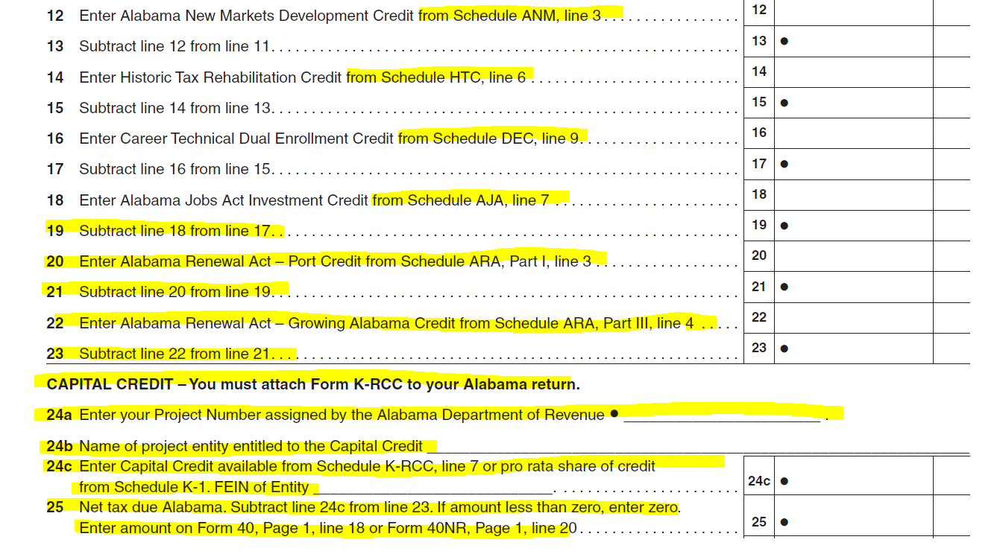 12 Enter Alabama New Markets Development Credit from Schedule ANM, line 3. . . . . . . . . . . . . . . . . . 12
13 Subtract line 12 from line 11. . . . . . . . . . . . . . . . . . . . . . . . . . . . . . . . . . . . . . . . 13 ●
14 Enter Historic Tax Rehabilitation Credit from Schedule HTC, line 6 . . . . . . . . . . . . . . . . . . . . . 14
15 Subtract line 14 from line 13. . . . . . . . . . . . . . . . . . . . . . . . . . . . . . . . . . . . . . . . 15 ●
16 Enter Career Technical Dual Enrollment Credit from Schedule DEC, line 9. . . . . . . . . . . . . . . . . . 16
17 Subtract line 16 from line 15. . . . . . . . . . . . . . . . . . . . . . . . . . . . . . . . . . . . . . . . 17 ●
18 Enter Alabama Jobs Act Investment Credit from Schedule AJA, line 7 . . . . . . . . . . . . . . . . . . . . 18
19 Subtract line 18 from line 17. . . . . . . . . . . . . . . . . . . . . . . . . . . . . . . . . . . . . . . . 19 ●
20 Enter Alabama Renewal Act – Port Credit from Schedule ARA, Part I, line 3 . . . . . . . . . . . . . . . . 20
21 Subtract line 20 from line 19. . . . . . . . . . . . . . . . . . . . . . . . . . . . . . . . . . . . . . . . 21 ●
22 Enter Alabama Renewal Act – Growing Alabama Credit from Schedule ARA, Part III, line 4 . . . . . 22
23 Subtract line 22 from line 21. . . . . . . . . . . . . . . . . . . . . . . . . . . . . . . . . . . . . . . . 23 ●
CAPITAL CREDIT – You must attach Form K-RCC to your Alabama return.
24a Enter your Project Number assigned by the Alabama Department of Revenue ● ________________________ .
24b Name of project entity entitled to the Capital Credit ________________________
24c Enter Capital Credit available from Schedule K-RCC, line 7 or pro rata share of credit
from Schedule K-1. FEIN of Entity ________________________. . . . . . . . . . . . . . . . . . . . . 24c ●
25 Net tax due Alabama. Subtract line 24c from line 23. If amount less than zero, enter zero.
Enter amount on Form 40, Page 1, line 18 or Form 40NR, Page 1, line 20 . . . . . . . . . . . . . . . . . . 25 ●